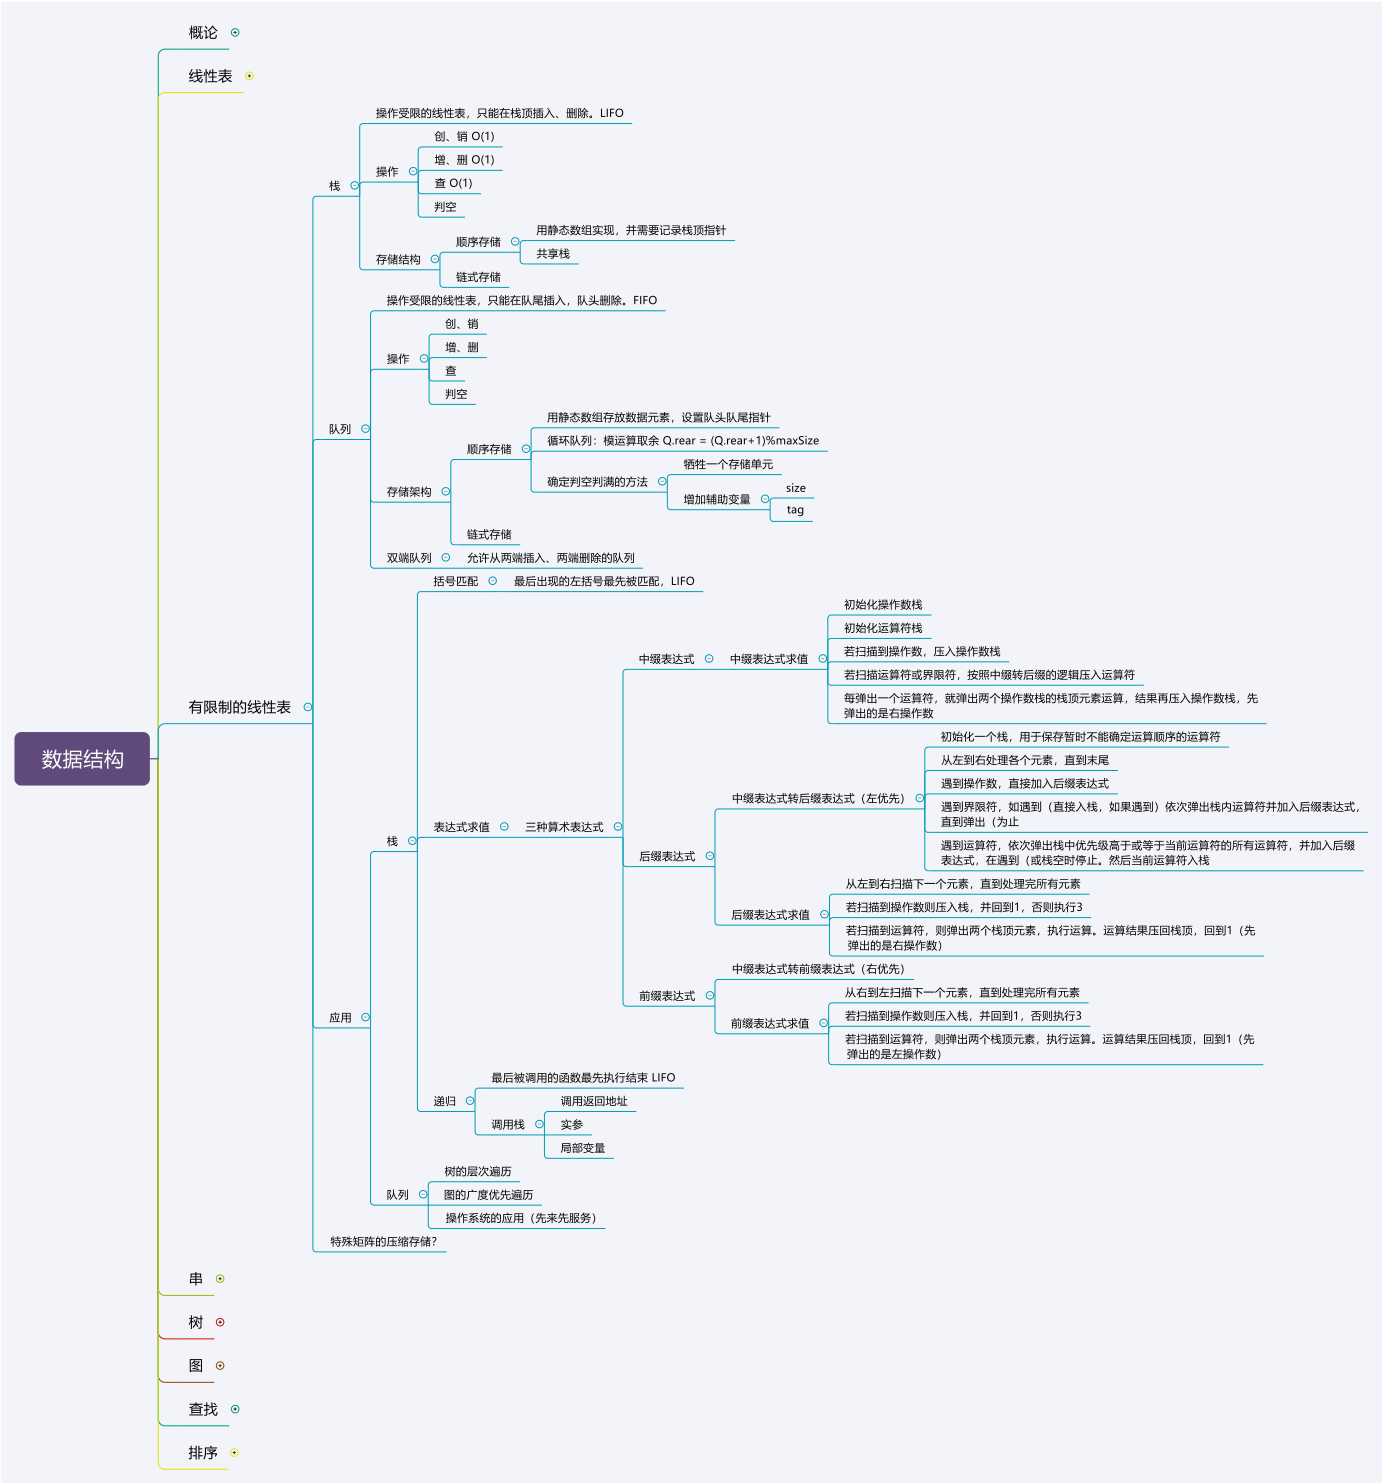 概论
线性表
操作受限的线性表，只能在栈顶插入、删除。LIFO
创、销 O(1)
增、删 O(1)
操作
查 O(1)
栈
判空
用静态数组实现，并需要记录栈顶指针
顺序存储
共享栈
存储结构
链式存储
操作受限的线性表，只能在队尾插入，队头删除。FIFO
创、销
增、删
操作
查
判空
用静态数组存放数据元素，设置队头队尾指针
队列
循环队列：模运算取余 Q.rear = (Q.rear+1)%maxSize
顺序存储
牺牲一个存储单元
确定判空判满的方法
size
存储架构
增加辅助变量
tag
链式存储
双端队列
允许从两端插入、两端删除的队列
括号匹配
最后出现的左括号最先被匹配，LIFO
初始化操作数栈
初始化运算符栈
中缀表达式
中缀表达式求值
若扫描到操作数，压入操作数栈
若扫描运算符或界限符，按照中缀转后缀的逻辑压入运算符
每弹出一个运算符，就弹出两个操作数栈的栈顶元素运算，结果再压入操作数栈，先
弹出的是右操作数
有限制的线性表
数据结构
初始化一个栈，用于保存暂时不能确定运算顺序的运算符
从左到右处理各个元素，直到末尾
遇到操作数，直接加入后缀表达式
中缀表达式转后缀表达式（左优先）
遇到界限符，如遇到（直接入栈，如果遇到）依次弹出栈内运算符并加入后缀表达式，
直到弹出（为止
栈
表达式求值
三种算术表达式
遇到运算符，依次弹出栈中优先级高于或等于当前运算符的所有运算符，并加入后缀
表达式，在遇到（或栈空时停止。然后当前运算符入栈
后缀表达式
从左到右扫描下一个元素，直到处理完所有元素
后缀表达式求值
若扫描到操作数则压入栈，并回到1，否则执行3
若扫描到运算符，则弹出两个栈顶元素，执行运算。运算结果压回栈顶，回到1（先
弹出的是右操作数）
中缀表达式转前缀表达式（右优先）
前缀表达式
从右到左扫描下一个元素，直到处理完所有元素
应用
前缀表达式求值
若扫描到操作数则压入栈，并回到1，否则执行3
若扫描到运算符，则弹出两个栈顶元素，执行运算。运算结果压回栈顶，回到1（先
弹出的是左操作数）
最后被调用的函数最先执行结束 LIFO
递归
调用返回地址
调用栈
实参
局部变量
树的层次遍历
队列
图的广度优先遍历
操作系统的应用（先来先服务）
特殊矩阵的压缩存储？
串
树
图
查找
排序